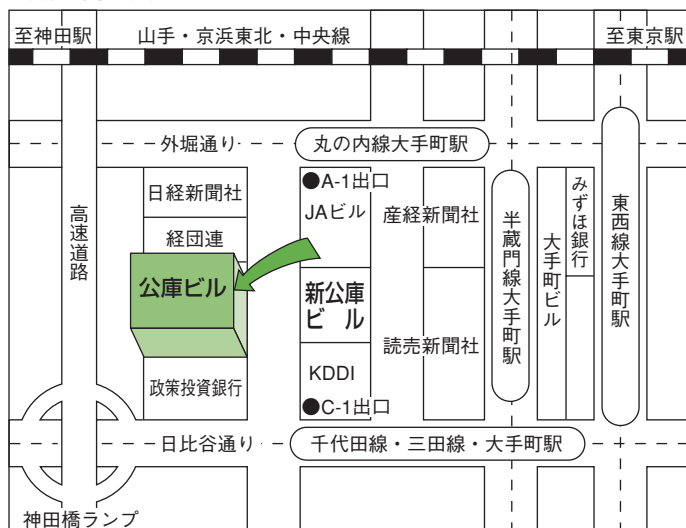 至神田駅
山手・京浜東北・中央線
至東京駅
外堀通り
丸の内線大手町駅
日経新聞社
●A-1出口
JAビル
産経新聞社
みずほ銀行
高速道路
経団連
半蔵門線大手町駅
大手町ビル
東西線大手町駅
公庫ビル
新公庫
ビル
読売新聞社
政策投資銀行
KDDI
●C-1出口
日比谷通り
千代田線・三田線・大手町駅
神田橋ランプ